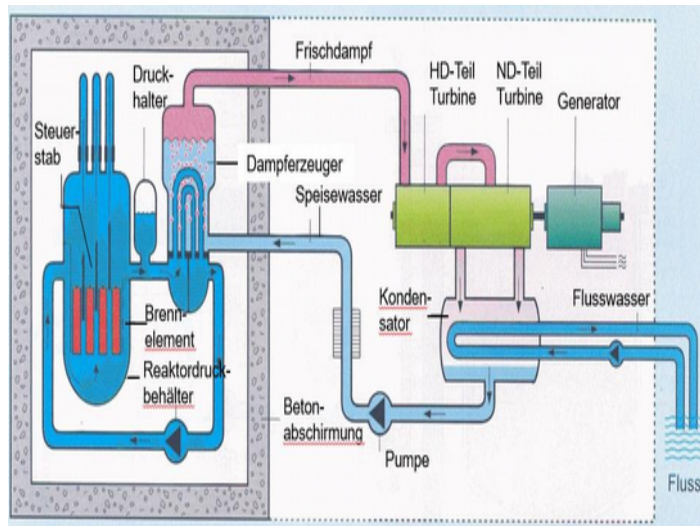 Frischdampf
Druck-
halter
HD-Teil
Turbine
ND-Teil
Turbine
Generator
Steuer-
stab
Dampferzeuger
Speisewasser
Konden-
sator
Flusswasser
Brenn-
element
Reaktordruck-
behälter
Beton-
abschirmung
Pumpe
Fluss